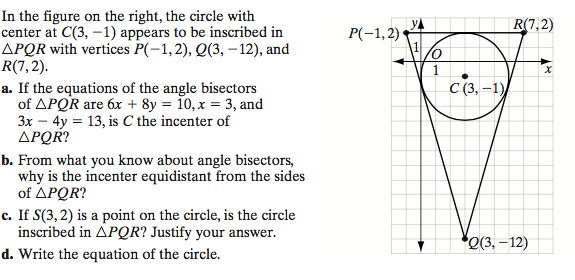 In the figure on the right, the circle with
center at C(3, −1) appears to be inscribed in
△PQR with vertices P(−1, 2), Q(3, −12), and
R(7, 2).
a. If the equations of the angle bisectors
of △PQR are 6x + 8y = 10, x = 3, and
3x − 4y = 13, is C the incenter of
△PQR?
b. From what you know about angle bisectors,
why is the incenter equidistant from the sides
of △PQR?
c. If S(3, 2) is a point on the circle, is the circle
inscribed in △PQR? Justify your answer.
d. Write the equation of the circle.
P(−1, 2)
y
R(7, 2)
1
O
1
x
C (3, −1)
Q(3, −12)